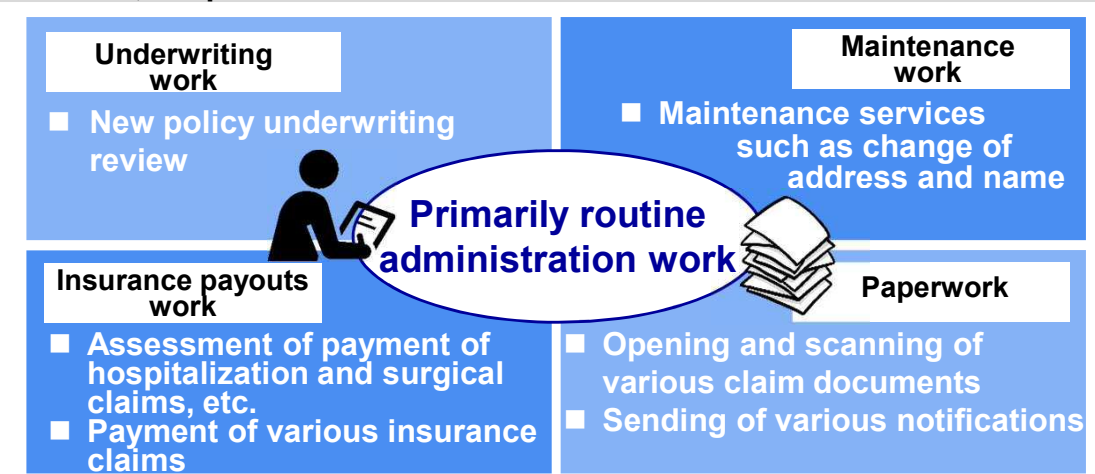 Underwriting
work
■ New policy underwriting
review
Maintenance
work
■ Maintenance services
such as change of
address and name
Primarily routine
administration work
Insurance payouts
work
■ Assessment of payment of
hospitalization and surgical
claims, etc.
■ Payment of various insurance
claims
Paperwork
■ Opening and scanning of
various claim documents
■ Sending of various notifications